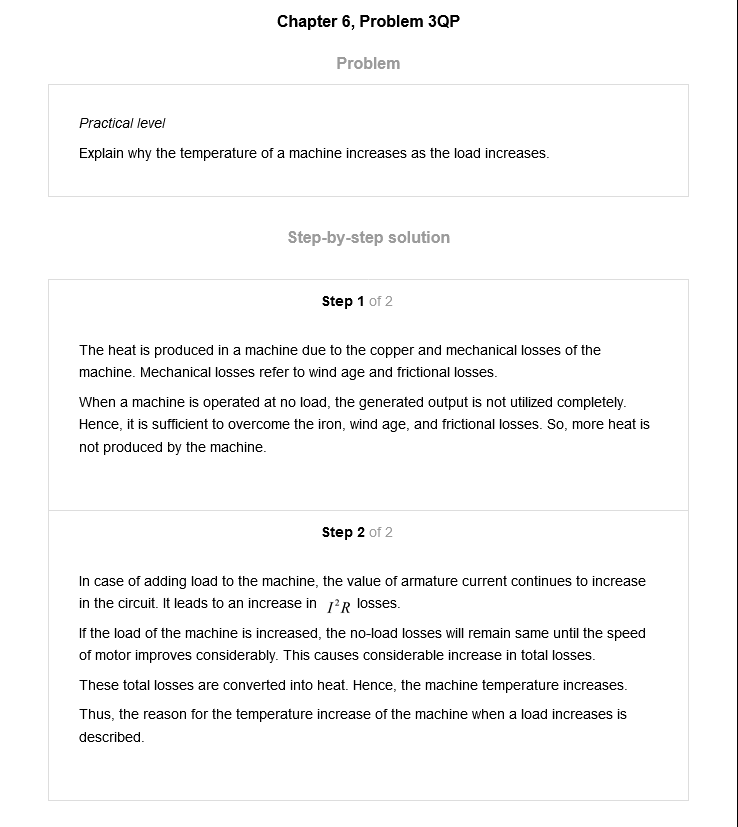 Chapter 6, Problem 3QP
Problem
Practical level
Explain why the temperature of a machine increases as the load increases.
Step-by-step solution
Step 1 of 2
The heat is produced in a machine due to the copper and mechanical losses of the
machine. Mechanical losses refer to wind age and frictional losses.
When a machine is operated at no load, the generated output is not utilized completely.
Hence, it is sufficient to overcome the iron, wind age, and frictional losses. So, more heat is
not produced by the machine.
Step 2 of 2
In case of adding load to the machine, the value of armature current continues to increase
in the circuit. It leads to an increase in I²R losses.
If the load of the machine is increased, the no-load losses will remain same until the speed
of motor improves considerably. This causes considerable increase in total losses.
These total losses are converted into heat. Hence, the machine temperature increases.
Thus, the reason for the temperature increase of the machine when a load increases is
described.